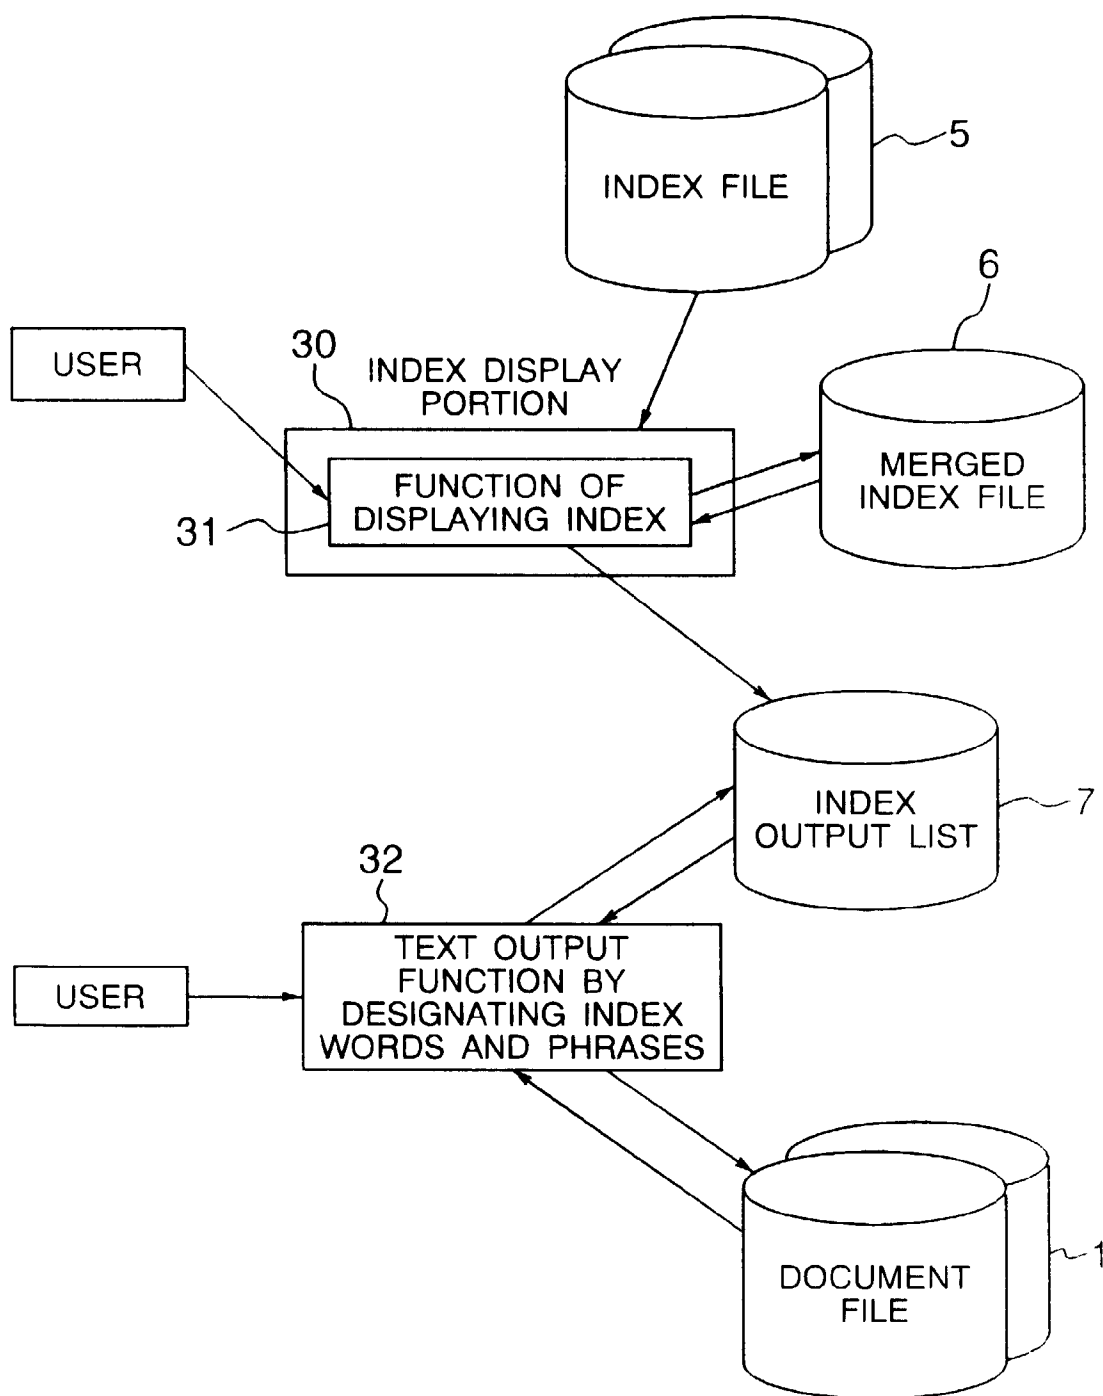 5
INDEX FILE
6
USER
30
INDEX DISPLAY
PORTION
FUNCTION OF
DISPLAYING INDEX
31
MERGED
INDEX FILE
INDEX
OUTPUT LIST
7
32
TEXT OUTPUT
FUNCTION BY
DESIGNATING INDEX
WORDS AND PHRASES
USER
DOCUMENT
FILE
1